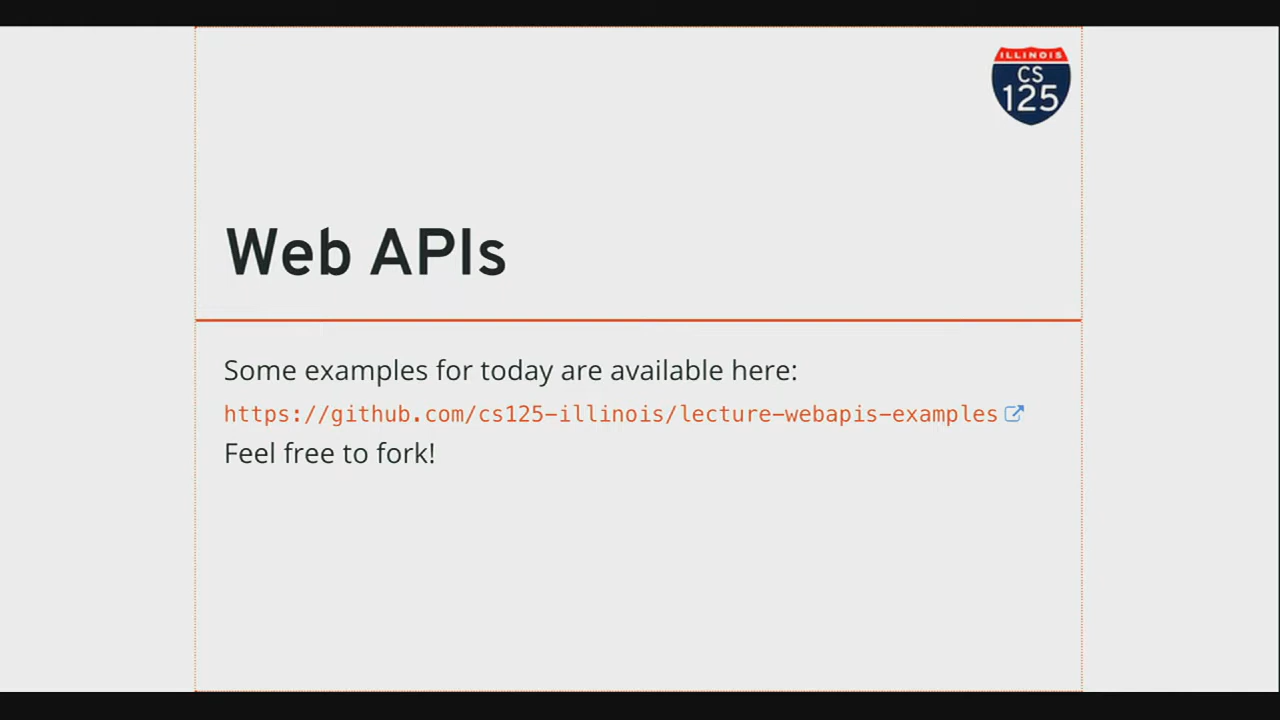 ILLINOIS
CS
125
Web APIs
Some examples for today are available here:
https://github.com/cs125-illinois/lecture-webapis-examples
Feel free to fork!